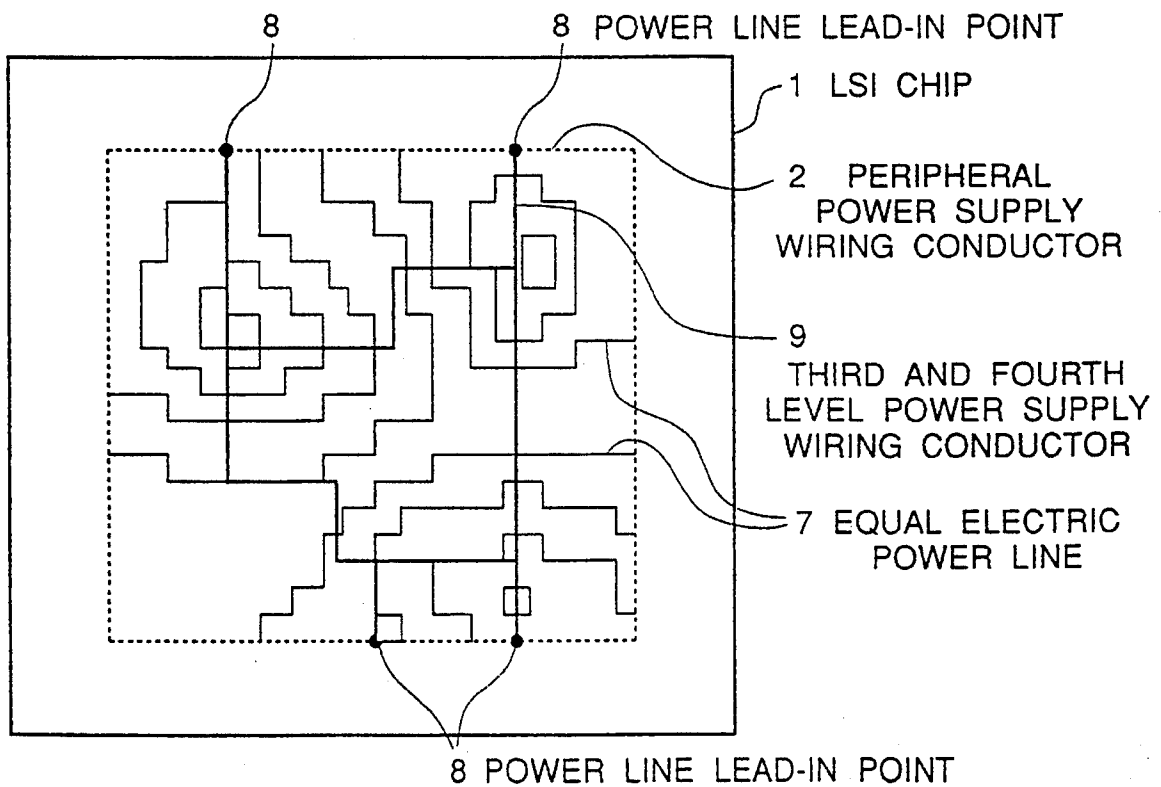 8
8 POWER LINE LEAD-IN POINT
1 LSI CHIP
2 PERIPHERAL
POWER SUPPLY
WIRING CONDUCTOR
9
THIRD AND FOURTH
LEVEL POWER SUPPLY
WIRING CONDUCTOR
7 EQUAL ELECTRIC
POWER LINE
8 POWER LINE LEAD-IN POINT